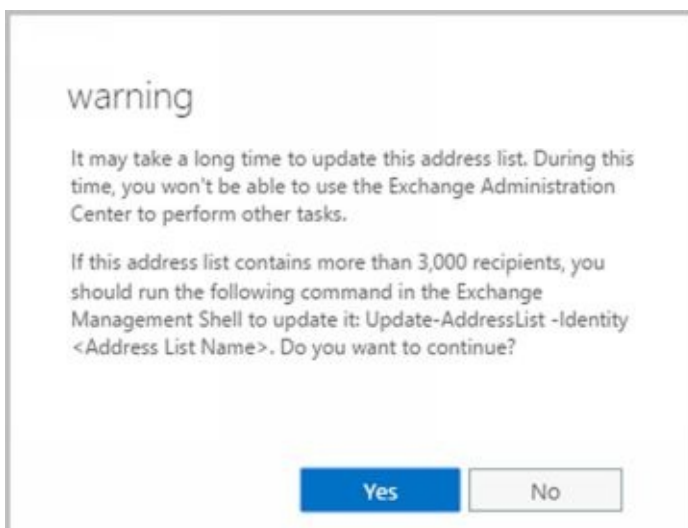 warning
It may take a long time to update this address list. During this
time, you won't be able to use the Exchange Administration
Center to perform other tasks.
If this address list contains more than 3,000 recipients, you
should run the following command in the Exchange
Management Shell to update it: Update-AddressList -Identity
<Address List Name>. Do you want to continue?
Yes
No